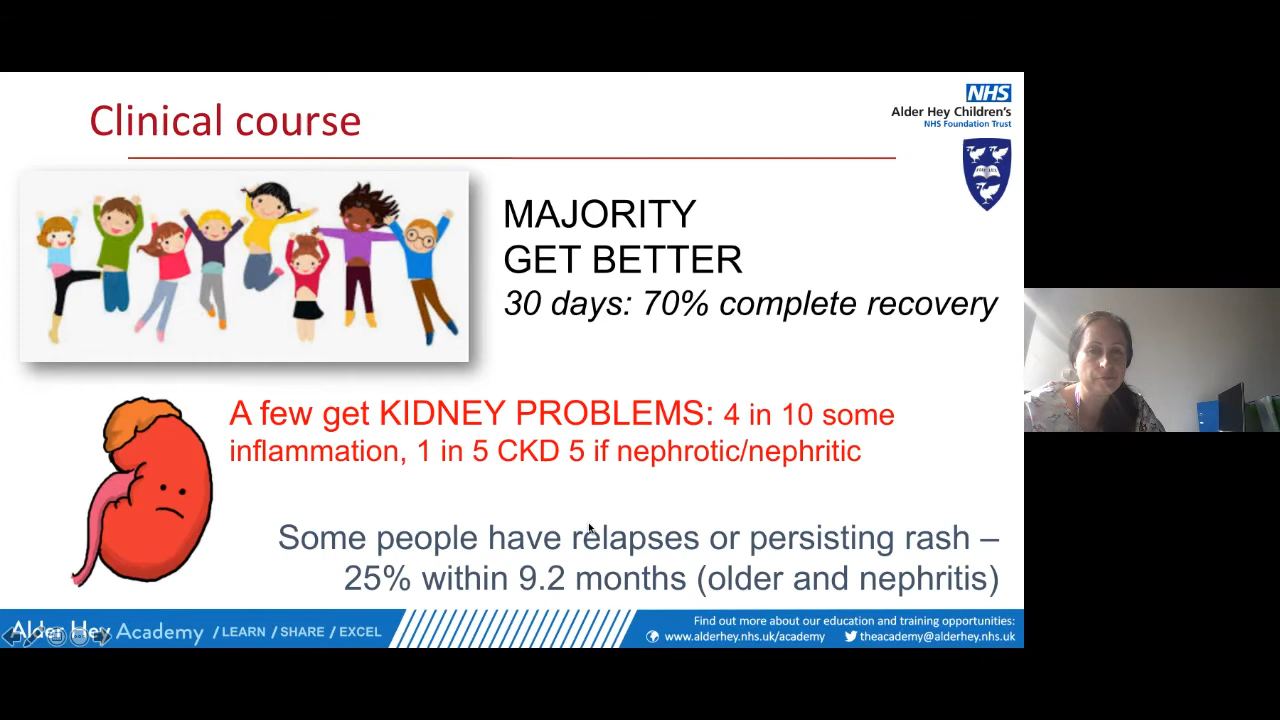 Clinical course
NHS
Alder Hey Children's
NHS Foundation Trust
MAJORITY
GET BETTER
30 days: 70% complete recovery
A few get KIDNEY PROBLEMS: 4 in 10 some
inflammation, 1 in 5 CKD 5 if nephrotic/nephritic
Some people have relapses or persisting rash –
25% within 9.2 months (older and nephritis)
Alder Hey Academy / LEARN / SHARE / EXCEL
Find out more about our education and training opportunities:
www.alderhey.nhs.uk/academy theacademy@alderhey.nhs.uk